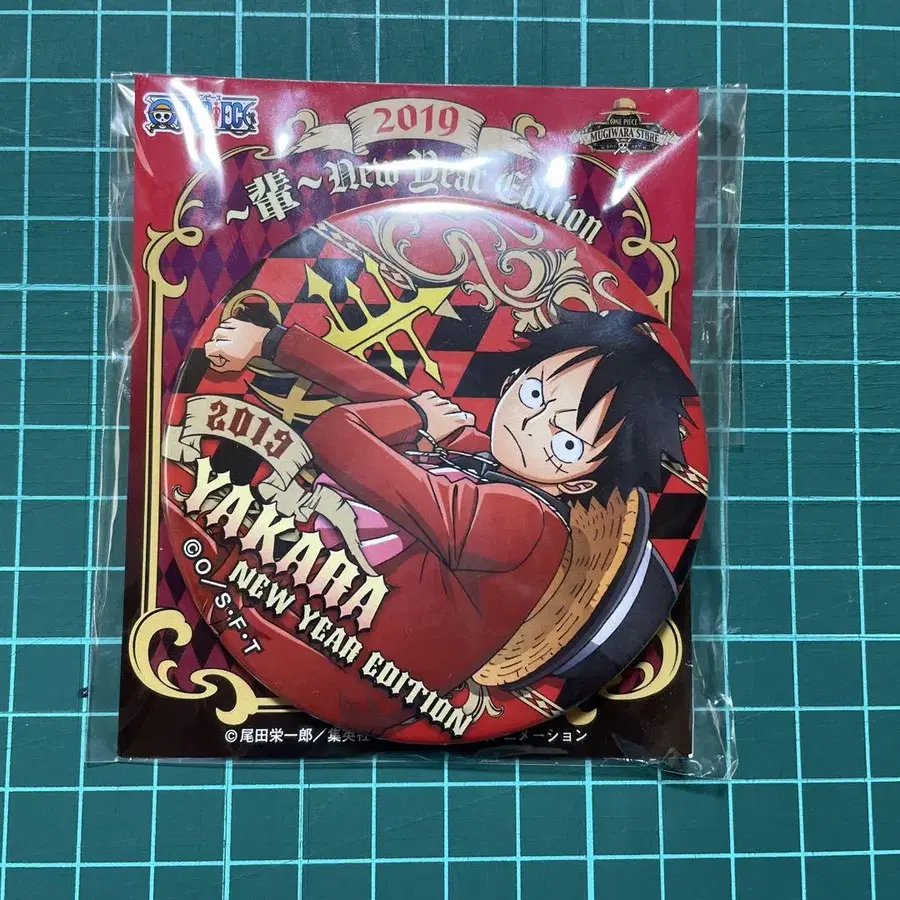 ONE PIECE
2019
ONE PIECE
MUGIWARA STORE
~輩~New Year Edition
2019
YAKARA
NEW YEAR EDITION
©O/S・F・T
©尾田栄一郎／集英社
メーション